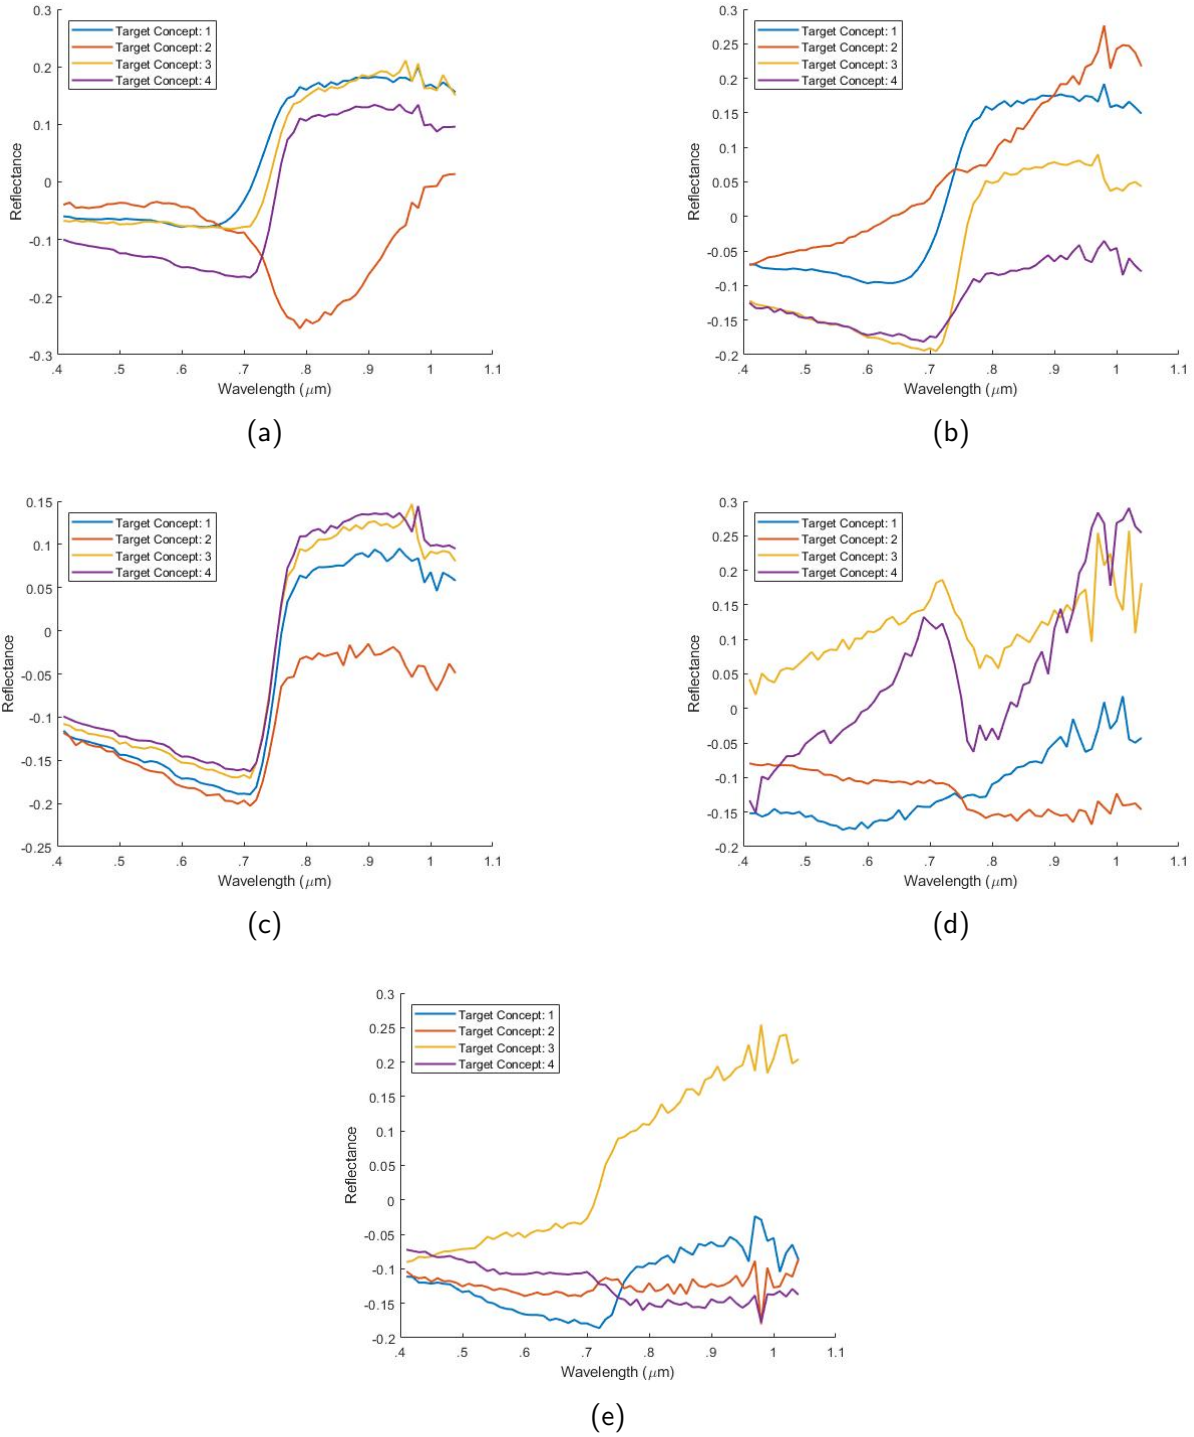 0.3
0.2
0.1
0
-0.1
-0.2
-0.3
Reflectance
Target Concept: 1
Target Concept: 2
Target Concept: 3
Target Concept: 4
.4 .5 .6 .7 .8 .9 1 1.1
Wavelength (μm)
(a)
0.3
0.25
0.2
0.15
0.1
0.05
0
-0.05
-0.1
-0.15
-0.2
Reflectance
Target Concept: 1
Target Concept: 2
Target Concept: 3
Target Concept: 4
.4 .5 .6 .7 .8 .9 1 1.1
Wavelength (μm)
(b)
0.15
0.1
0.05
0
-0.05
-0.1
-0.15
-0.2
-0.25
Reflectance
Target Concept: 1
Target Concept: 2
Target Concept: 3
Target Concept: 4
.4 .5 .6 .7 .8 .9 1 1.1
Wavelength (μm)
(c)
0.3
0.25
0.2
0.15
0.1
0.05
0
-0.05
-0.1
-0.15
-0.2
Reflectance
Target Concept: 1
Target Concept: 2
Target Concept: 3
Target Concept: 4
.4 .5 .6 .7 .8 .9 1 1.1
Wavelength (μm)
(d)
0.3
0.25
0.2
0.15
0.1
0.05
0
-0.05
-0.1
-0.15
-0.2
Reflectance
Target Concept: 1
Target Concept: 2
Target Concept: 3
Target Concept: 4
.4 .5 .6 .7 .8 .9 1 1.1
Wavelength (μm)
(e)